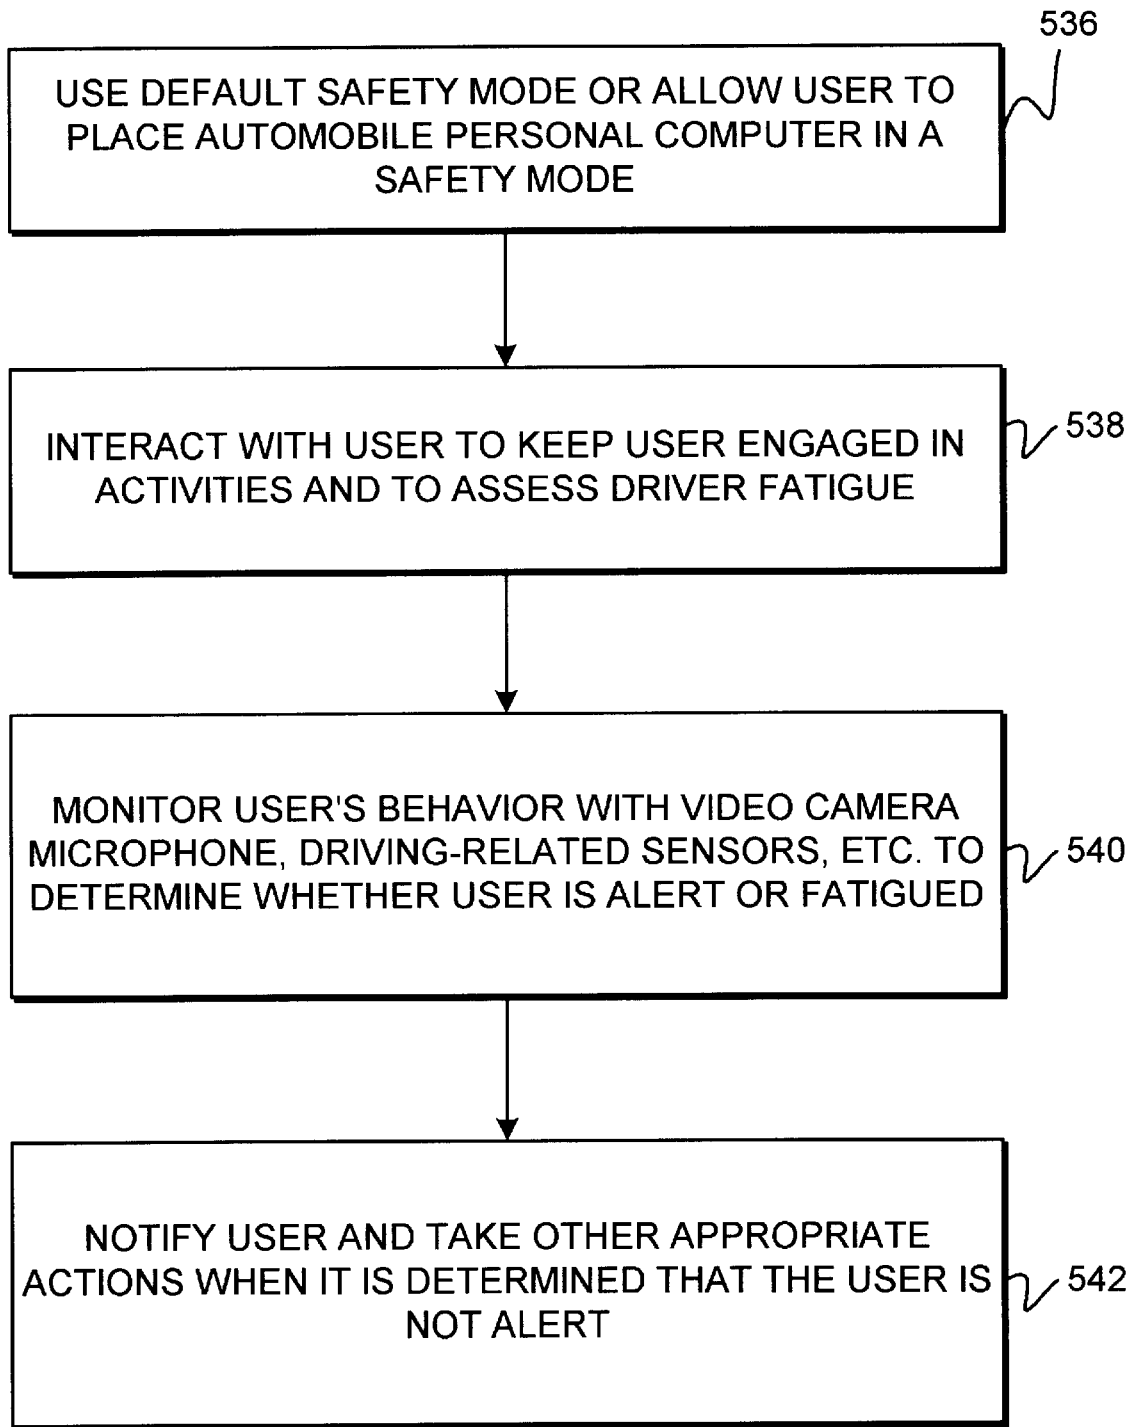 536
USE DEFAULT SAFETY MODE OR ALLOW USER TO
PLACE AUTOMOBILE PERSONAL COMPUTER IN A
SAFETY MODE
INTERACT WITH USER TO KEEP USER ENGAGED IN
ACTIVITIES AND TO ASSESS DRIVER FATIGUE
538
MONITOR USER'S BEHAVIOR WITH VIDEO CAMERA
MICROPHONE, DRIVING-RELATED SENSORS, ETC. TO
DETERMINE WHETHER USER IS ALERT OR FATIGUED
540
NOTIFY USER AND TAKE OTHER APPROPRIATE
ACTIONS WHEN IT IS DETERMINED THAT THE USER IS
NOT ALERT
542